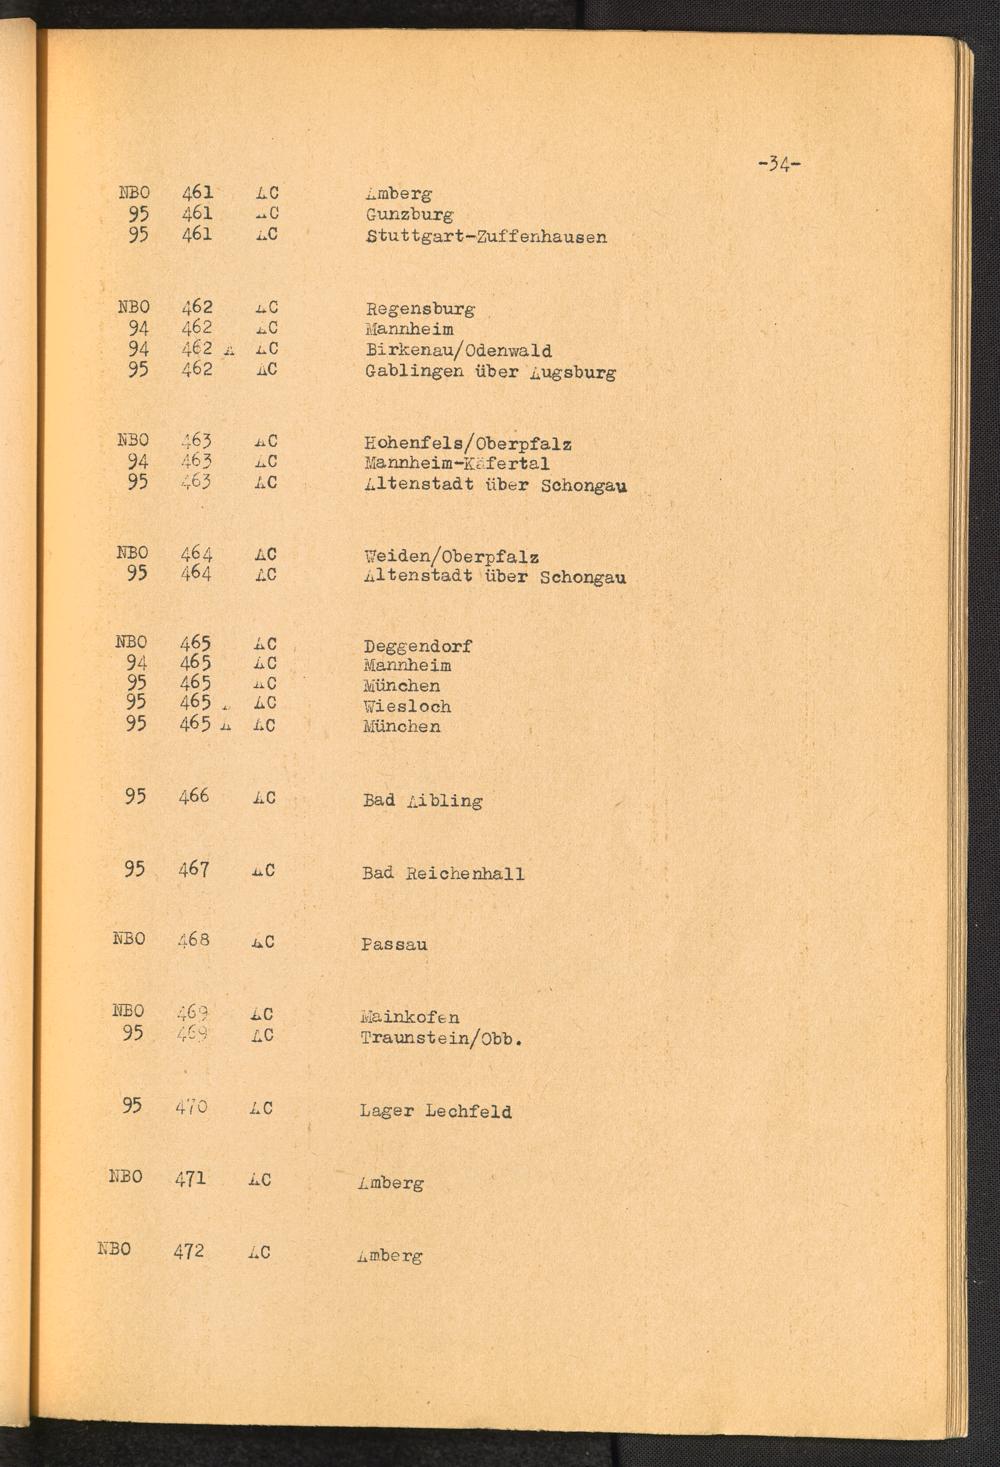 -34-
NBO 461 AC Amberg
95 461 AC Gunzburg
95 461 AC Stuttgart-Zuffenhausen
NBO 462 AC Regensburg
94 462 AC Mannheim
94 462 A AC Birkenau/Odenwald
95 462 AC Gablingen über Augsburg
NBO 463 AC Hohenfels/Oberpfalz
94 463 AC Mannheim-Käfertal
95 463 AC Altenstadt über Schongau
NBO 464 AC Weiden/Oberpfalz
95 464 AC Altenstadt über Schongau
NBO 465 AC Deggendorf
94 465 AC Mannheim
95 465 AC München
95 465 AC Wiesloch
95 465 A AC München
95 466 AC Bad Aibling
95 467 AC Bad Reichenhall
NBO 468 AC Passau
NBO 469 AC Mainkofen
95 469 AC Traunstein/Obb.
95 470 AC Lager Lechfeld
NBO 471 AC Amberg
NBO 472 AC Amberg